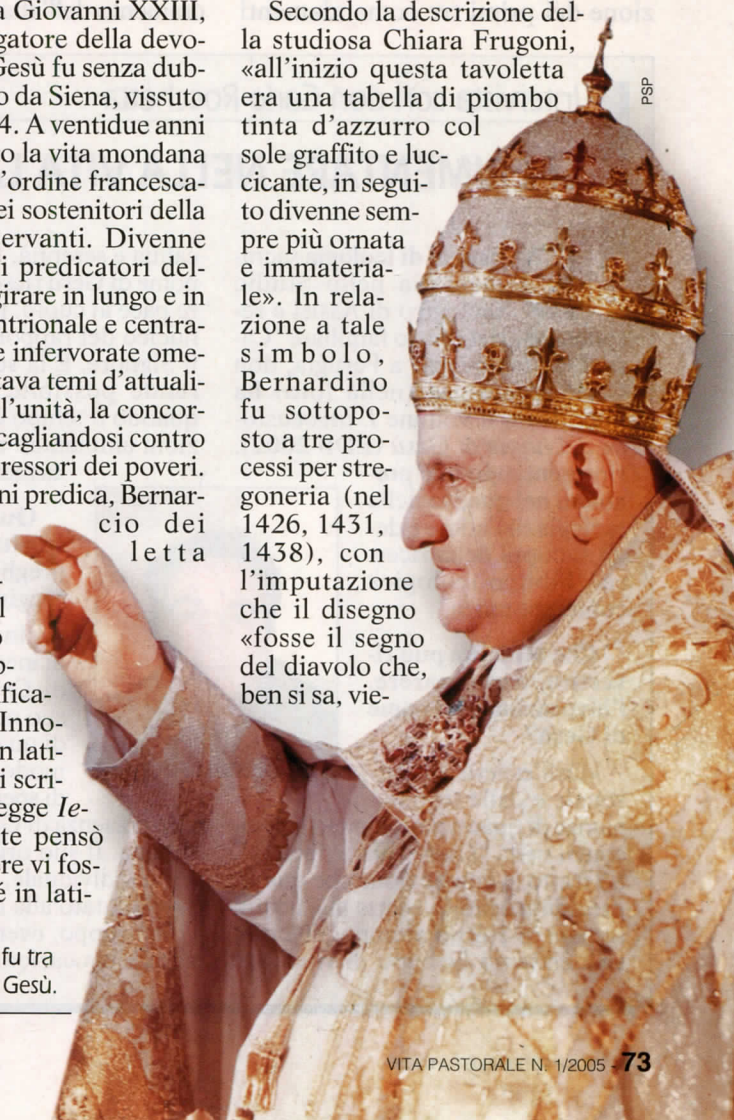 a Giovanni XXIII,
gatore della devo-
Gesù fu senza dub-
o da Siena, vissuto
4. A ventidue anni
o la vita mondana
l'ordine francesca-
ei sostenitori della
ervanti. Divenne
i predicatori del-
girare in lungo e in
ntrionale e centra-
e infervorate ome-
tava temi d'attuali-
l'unità, la concor-
cagliandosi contro
ressori dei poveri.
ni predica, Bernar-
cio dei
letta
-
l
o
o-
ifica-
Inno-
n lati-
i scri-
egge Ie-
te pensò
re vi fos-
é in lati-
fu tra
Gesù.
Secondo la descrizione del-
la studiosa Chiara Frugoni,
«all'inizio questa tavoletta
era una tabella di piombo
tinta d'azzurro col
sole graffito e luc-
cicante, in segui-
to divenne sem-
pre più ornata
e immateria-
le». In rela-
zione a tale
simbolo,
Bernardino
fu sottopo-
sto a tre pro-
cessi per stre-
goneria (nel
1426, 1431,
1438), con
l'imputazione
che il disegno
«fosse il segno
del diavolo che,
ben si sa, vie-
PSP
VITA PASTORALE N. 1/2005 - 73